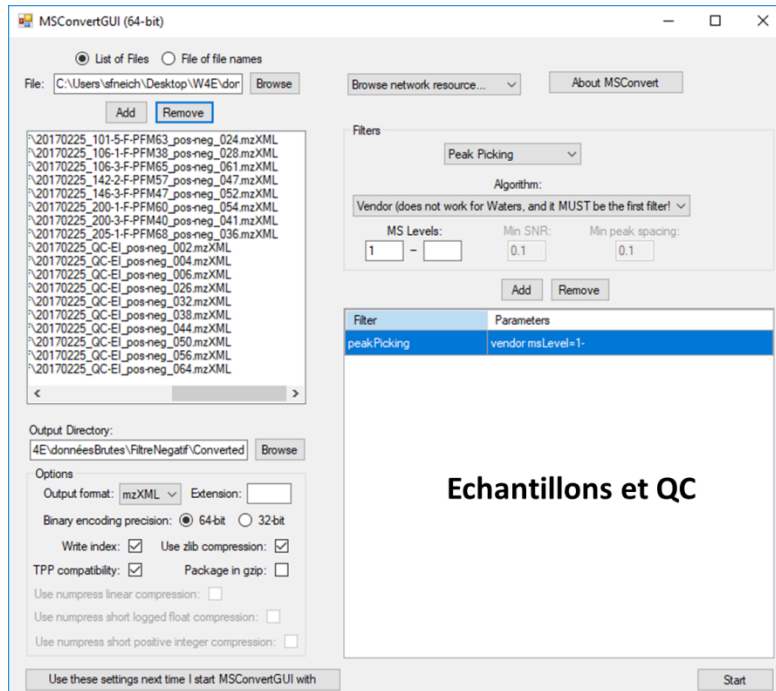 MSConvertGUI (64-bit)
List of Files File of file names
File: C:\Users\sfneich\Desktop\W4E\dor Browse
Add Remove
\20170225_101-5-F-PFM63_pos-neg_024.mzXML
\20170225_106-1-F-PFM38_pos-neg_028.mzXML
\20170225_106-3-F-PFM65_pos-neg_061.mzXML
\20170225_142-2-F-PFM57_pos-neg_047.mzXML
\20170225_146-3-F-PFM47_pos-neg_052.mzXML
\20170225_200-1-F-PFM60_pos-neg_054.mzXML
\20170225_200-3-F-PFM40_pos-neg_041.mzXML
\20170225_205-1-F-PFM68_pos-neg_036.mzXML
\20170225_QC-EI_pos-neg_002.mzXML
\20170225_QC-EI_pos-neg_004.mzXML
\20170225_QC-EI_pos-neg_006.mzXML
\20170225_QC-EI_pos-neg_026.mzXML
\20170225_QC-EI_pos-neg_032.mzXML
\20170225_QC-EI_pos-neg_038.mzXML
\20170225_QC-EI_pos-neg_044.mzXML
\20170225_QC-EI_pos-neg_050.mzXML
\20170225_QC-EI_pos-neg_056.mzXML
\20170225_QC-EI_pos-neg_064.mzXML
Output Directory:
4E\donnéesBrutes\FiltreNegatif\Converted Browse
Options
Output format: mzXML Extension:
Binary encoding precision: 64-bit 32-bit
Write index: Use zlib compression:
TPP compatibility: Package in gzip:
Use numpress linear compression:
Use numpress short logged float compression:
Use numpress short positive integer compression:
Use these settings next time I start MSConvertGUI with
Browse network resource... About MSConvert
Filters
Peak Picking
Algorithm:
Vendor (does not work for Waters, and it MUST be the first filter!
MS Levels: Min SNR: Min peak spacing:
1 – 0.1 0.1
Add Remove
Filter Parameters
peakPicking vendor msLevel=1-
Echantillons et QC
Start